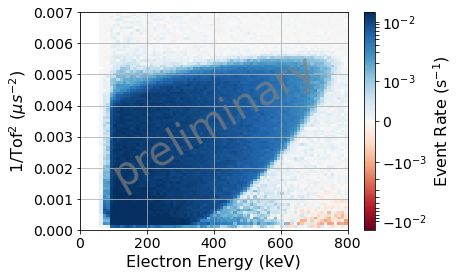 0.007
0.006
0.005
0.004
0.003
0.002
0.001
0.000
1/Tof² (μs⁻²)
0 200 400 600 800
Electron Energy (keV)
preliminary
10⁻²
10⁻³
0
−10⁻³
−10⁻²
Event Rate (s⁻¹)